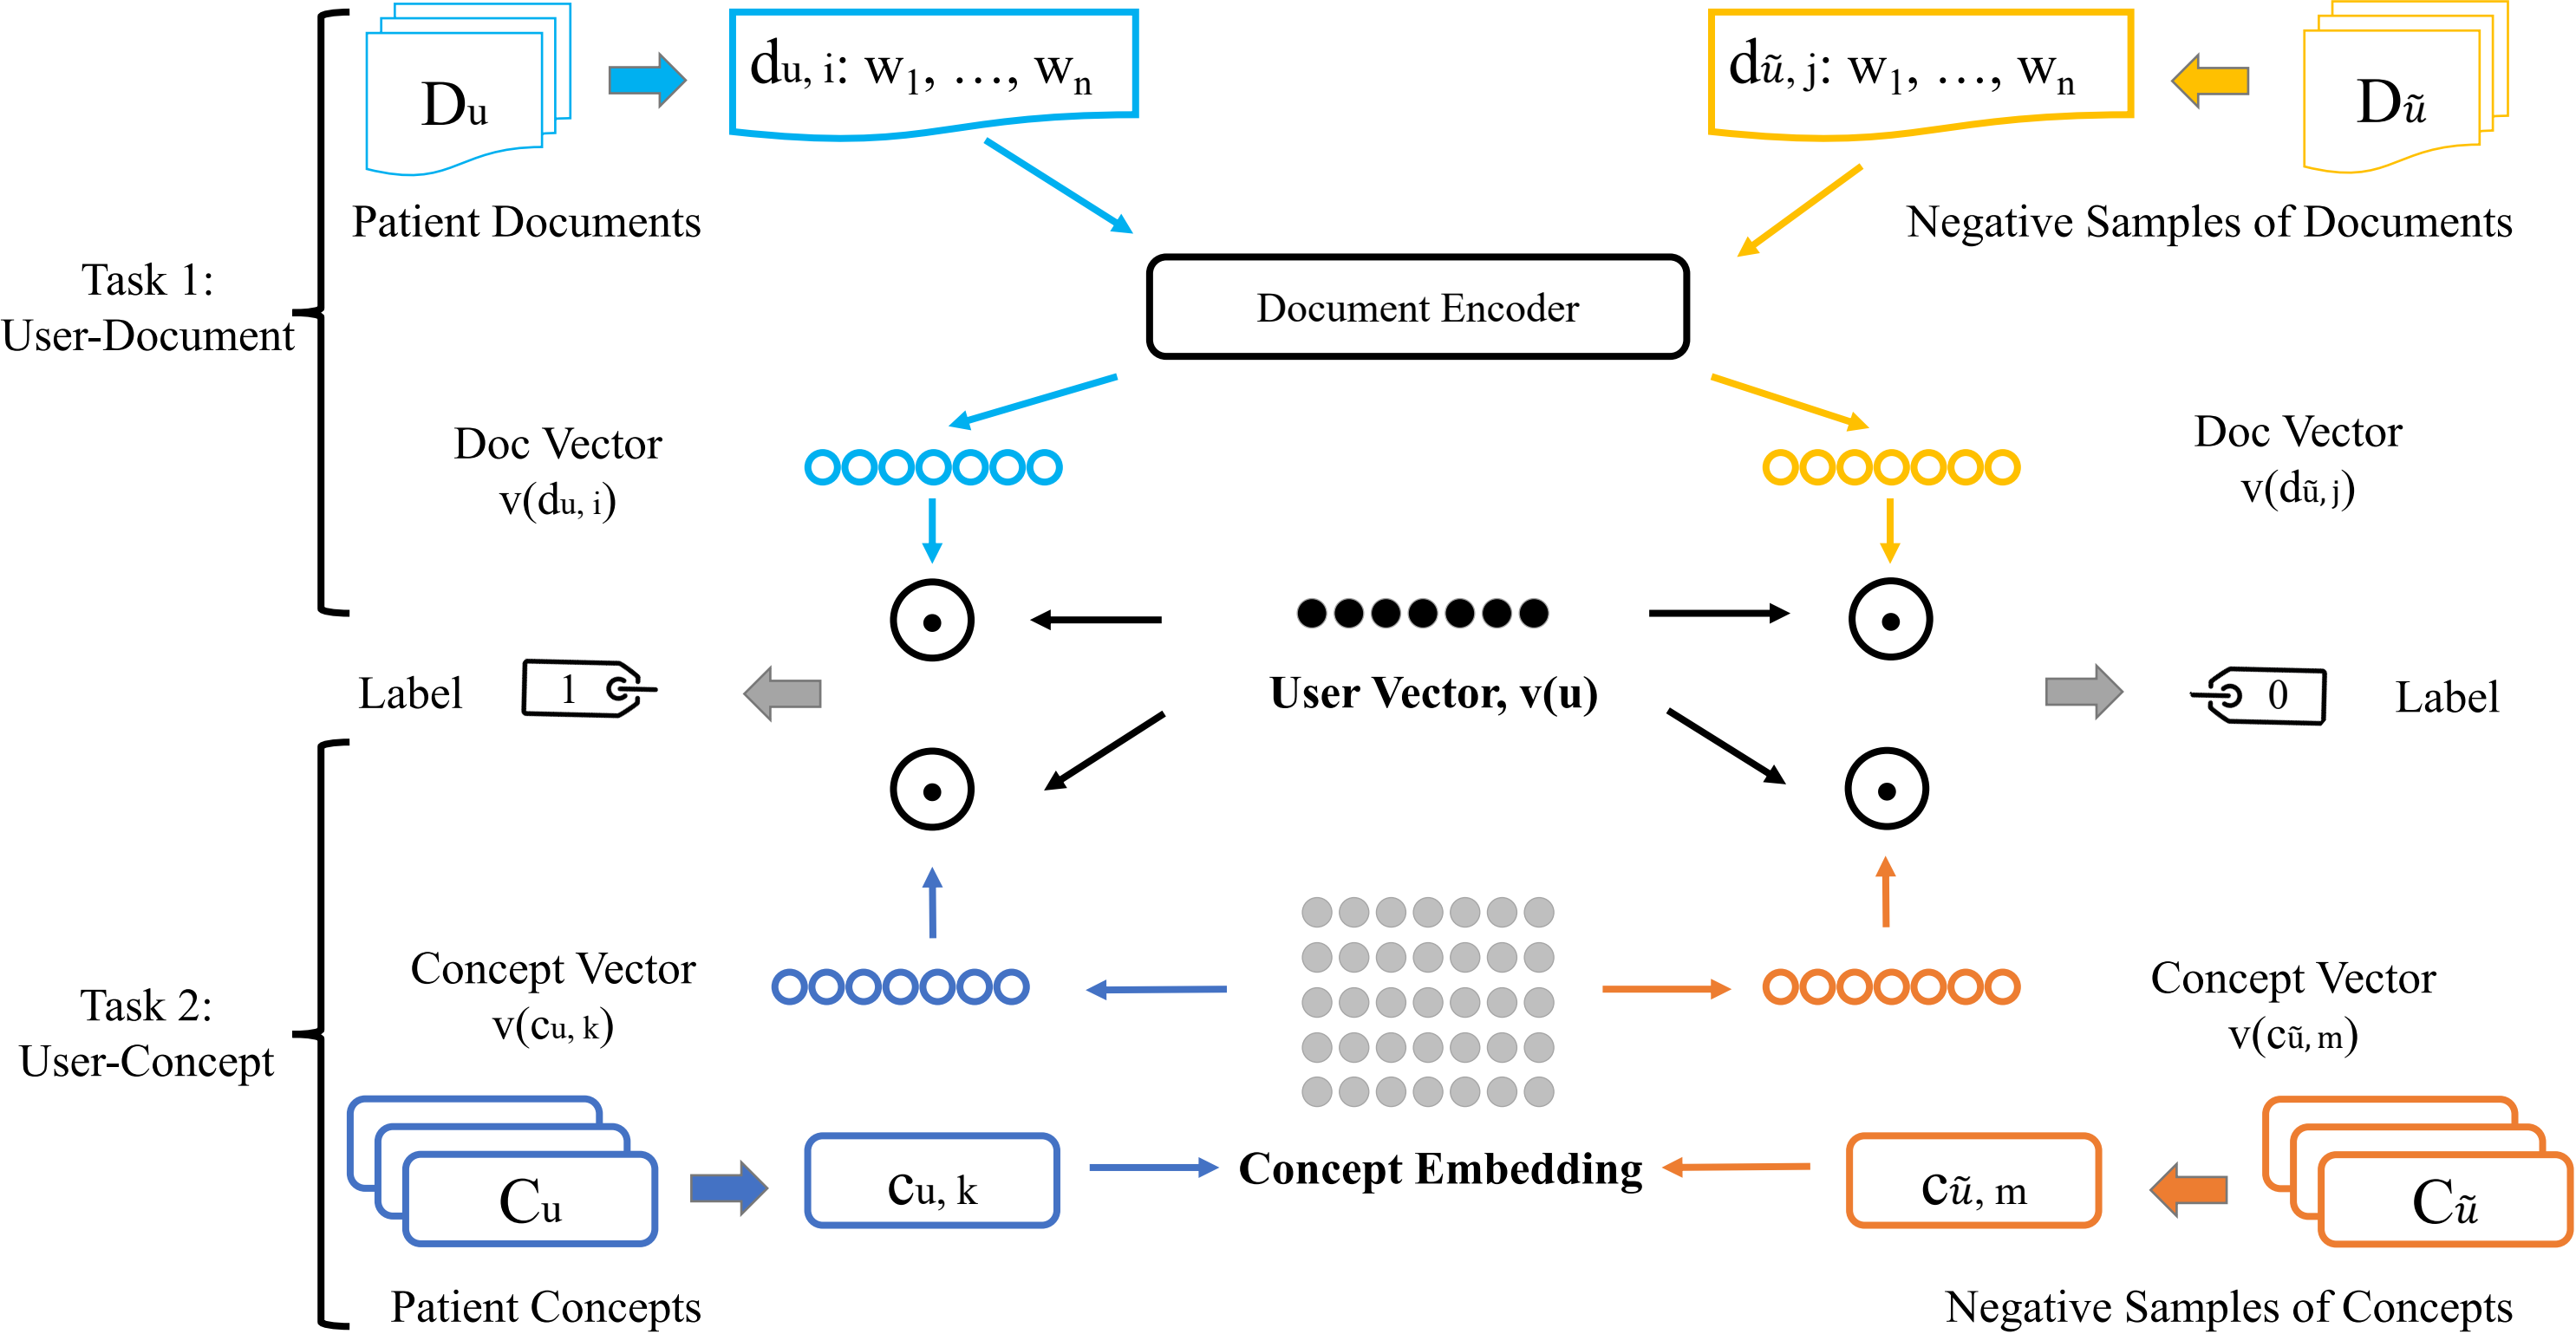 Du
du, i: w1, …, wn
dũ, j: w1, …, wn
Dũ
Patient Documents
Negative Samples of Documents
Task 1:
User-Document
Document Encoder
Doc Vector
v(du, i)
Doc Vector
v(dũ, j)
Label
1
User Vector, v(u)
0
Label
Task 2:
User-Concept
Concept Vector
v(cu, k)
Concept Vector
v(cũ, m)
Cu
cu, k
Concept Embedding
cũ, m
Cũ
Patient Concepts
Negative Samples of Concepts